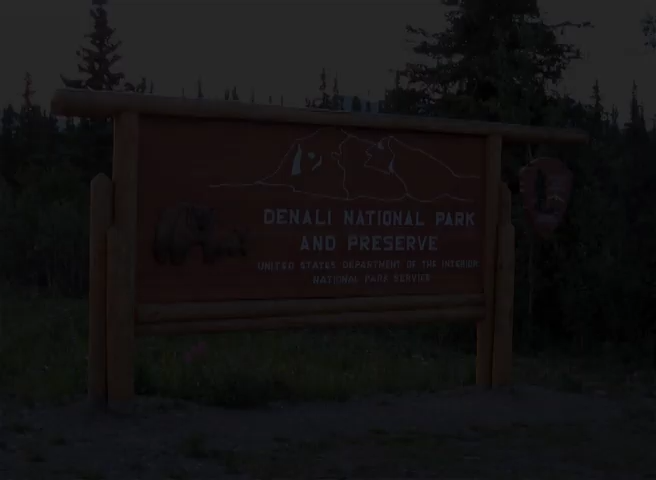 DENALI NATIONAL PARK
AND PRESERVE
UNITED STATES DEPARTMENT OF THE INTERIOR
NATIONAL PARK SERVICE